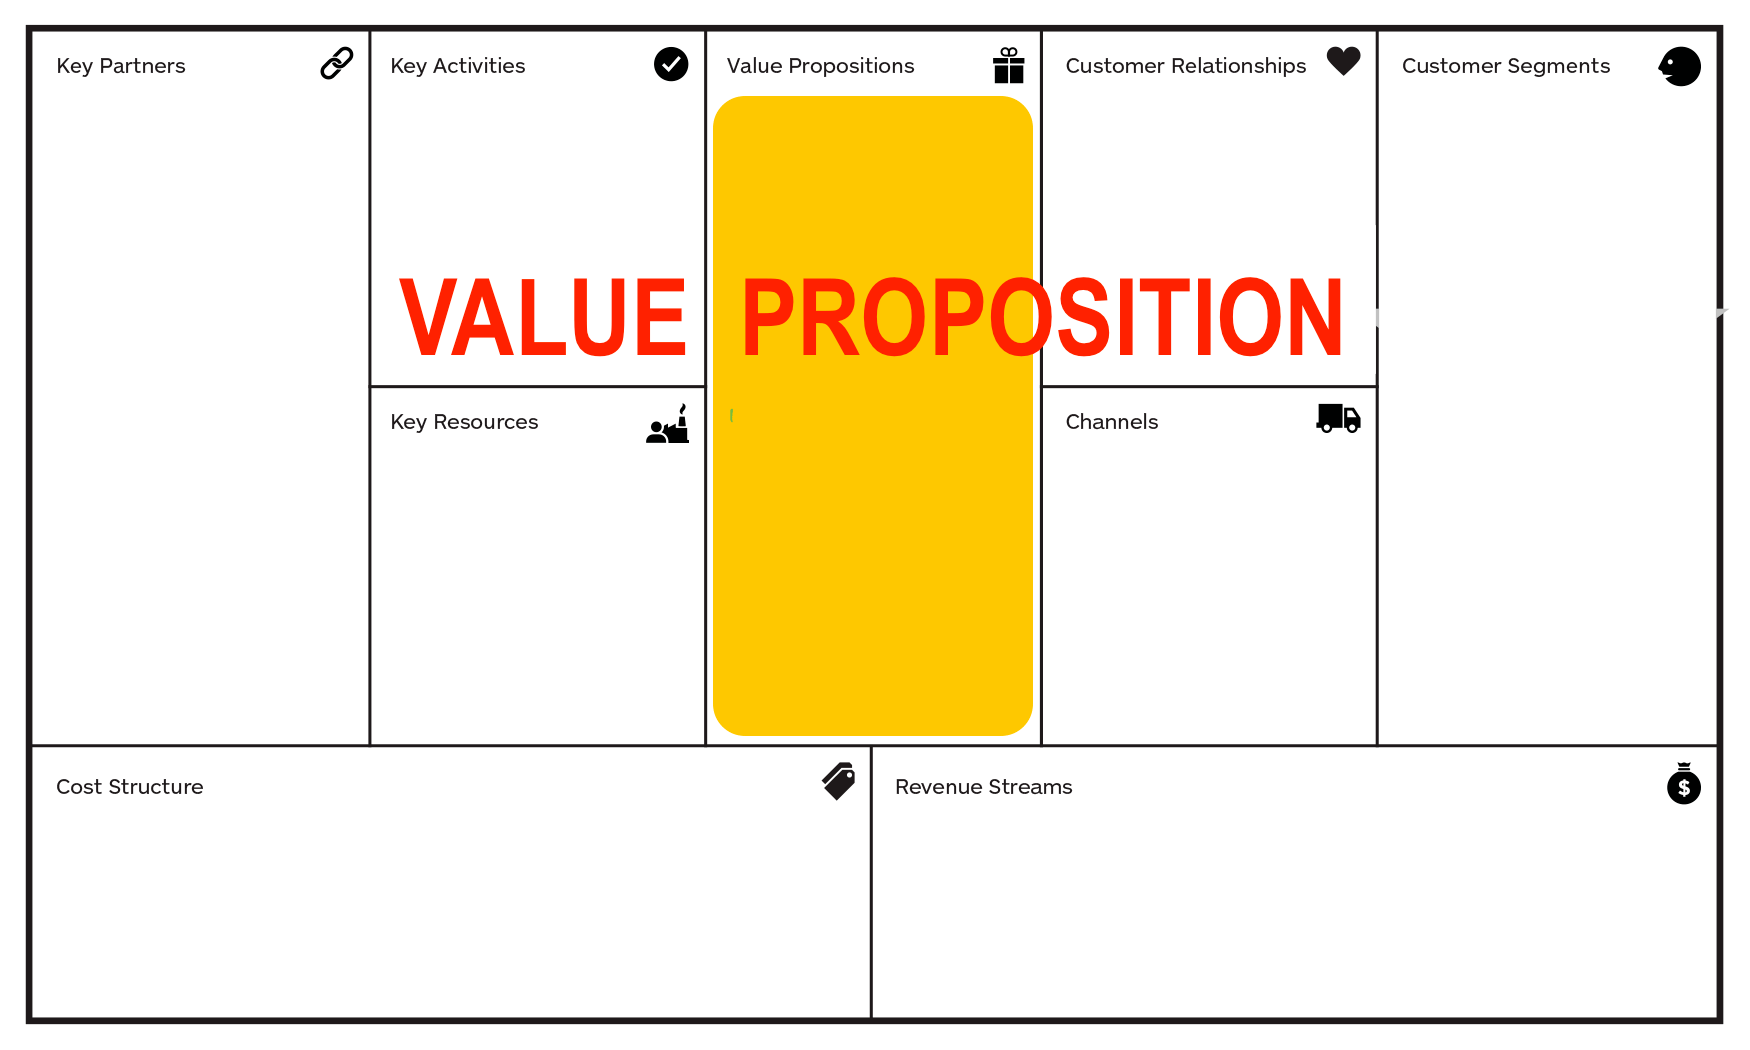 Key Partners
Key Activities
Value Propositions
Customer Relationships
Customer Segments
VALUE PROPOSITION
Key Resources
Channels
Cost Structure
Revenue Streams
$